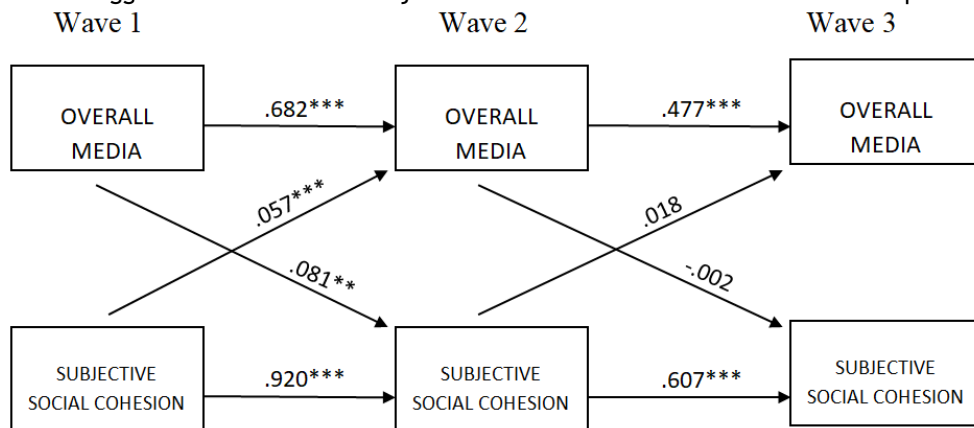 Wave 1 Wave 2 Wave 3
OVERALL MEDIA
.682***
OVERALL MEDIA
.477***
OVERALL MEDIA
.057***
.081**
.018
-.002
SUBJECTIVE SOCIAL COHESION
.920***
SUBJECTIVE SOCIAL COHESION
.607***
SUBJECTIVE SOCIAL COHESION